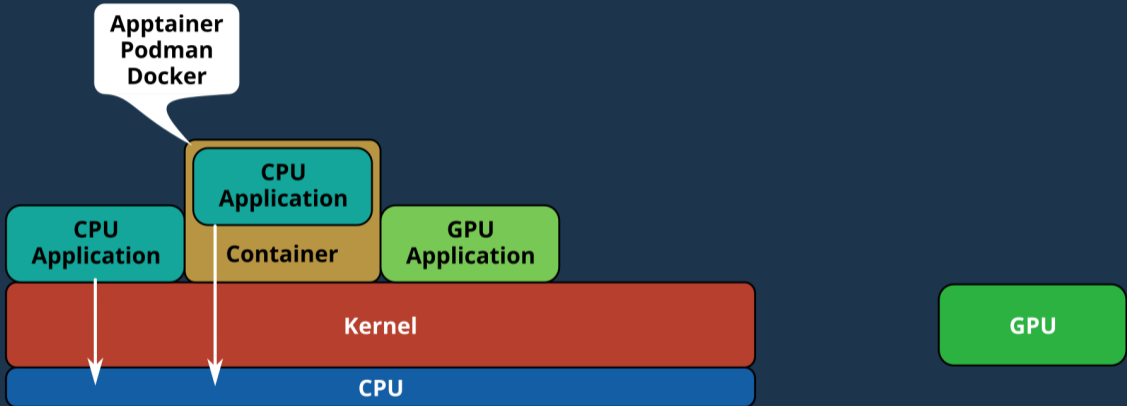 Apptainer
Podman
Docker
CPU
Application
CPU
Application
Container
GPU
Application
Kernel
GPU
CPU